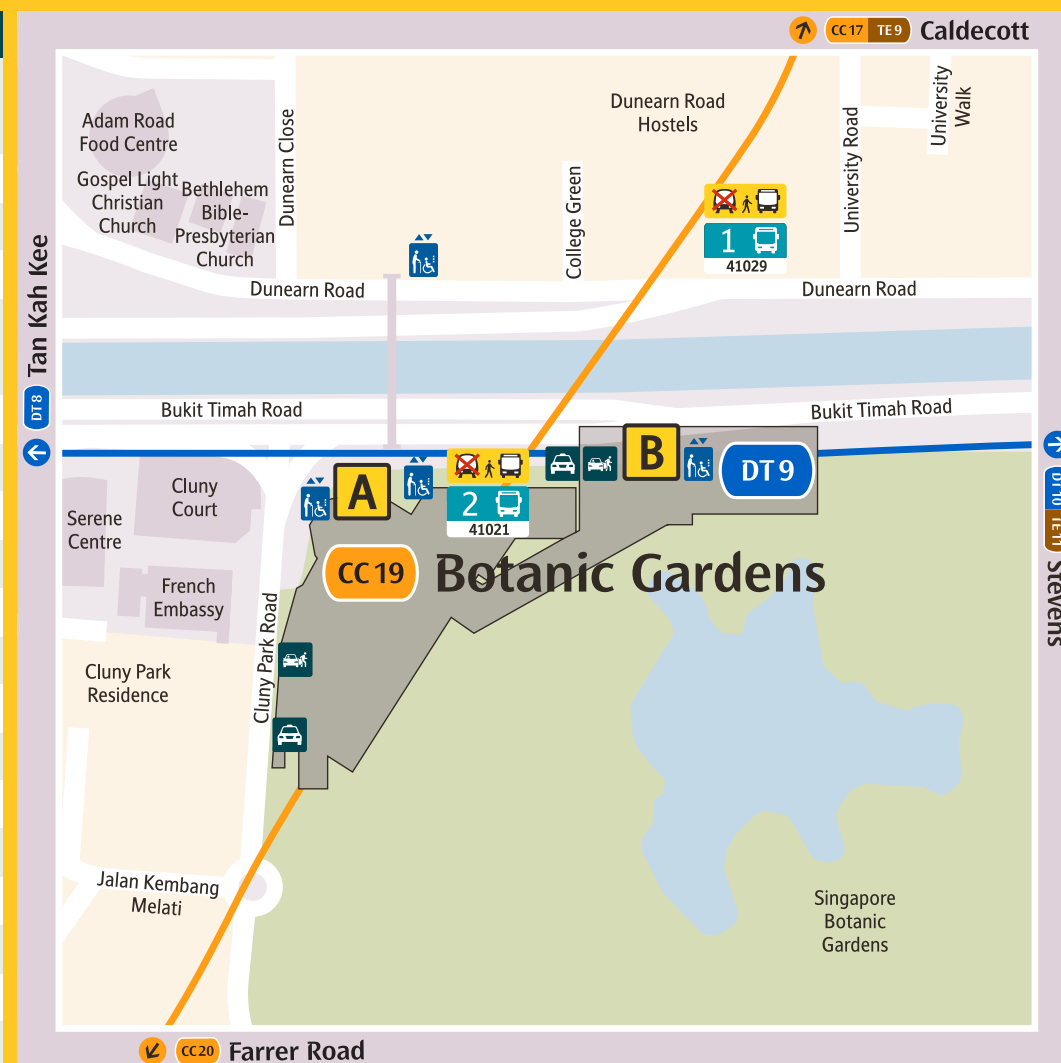 CC17 TE9 Caldecott
Adam Road
Food Centre
Gospel Light
Christian
Church
Bethlehem
Bible-
Presbyterian
Church
Dunearn Close
College Green
Dunearn Road
Hostels
University Road
University
Walk
1
41029
Dunearn Road
Dunearn Road
Tan Kah Kee
DT8
Bukit Timah Road
Bukit Timah Road
A
2
41021
B
DT9
DT10
TE11
Stevens
Cluny
Court
Serene
Centre
French
Embassy
CC19 Botanic Gardens
Cluny Park Road
Cluny Park
Residence
Jalan Kembang
Melati
Singapore
Botanic
Gardens
CC20 Farrer Road